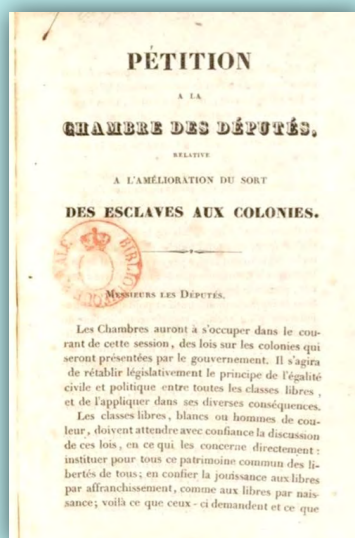 PÉTITION
A LA
CHAMBRE DES DÉPUTÉS,
RELATIVE
A L'AMÉLIORATION DU SORT
DES ESCLAVES AUX COLONIES.
MESSIEURS LES DÉPUTÉS.
Les Chambres auront à s'occuper dans le cou-
rant de cette session, des lois sur les colonies qui
seront présentées par le gouvernement. Il s'agira
de rétablir législativement le principe de l'égalité
civile et politique entre toutes les classes libres,
et de l'appliquer dans ses diverses conséquences.
Les classes libres, blancs ou hommes de cou-
leur, doivent attendre avec confiance la discussion
de ces lois, en ce qui les concerne directement :
instituer pour tous ce patrimoine commun des li-
bertés de tous; en confier la jouissance aux libres
par affranchissement, comme aux libres par nais-
sance; voilà ce que ceux-ci demandent et ce que